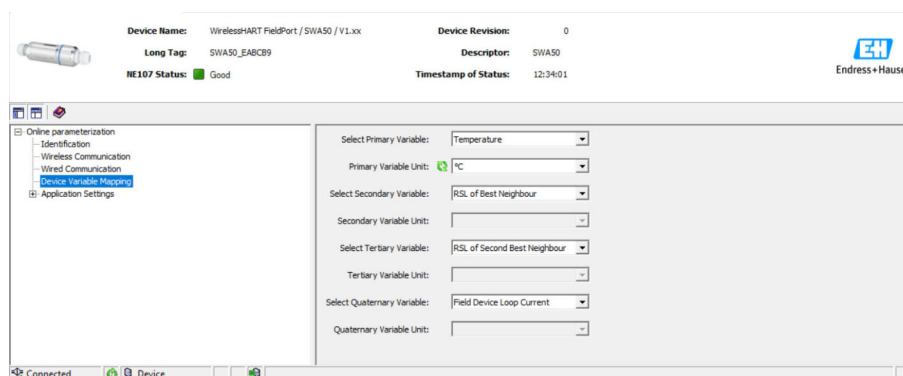 Device Name: WirelessHART FieldPort / SWA50 / V1.xx Device Revision: 0
Long Tag: SWA50_EABCB9 Descriptor: SWA50
NE107 Status: Good Timestamp of Status: 12:34:01
EH
Endress+Hause
Online parameterization
Identification
Wireless Communication
Wired Communication
Device Variable Mapping
Application Settings
Select Primary Variable: Temperature
Primary Variable Unit: °C
Select Secondary Variable: RSL of Best Neighbour
Secondary Variable Unit:
Select Tertiary Variable: RSL of Second Best Neighbour
Tertiary Variable Unit:
Select Quaternary Variable: Field Device Loop Current
Quaternary Variable Unit:
Connected Device